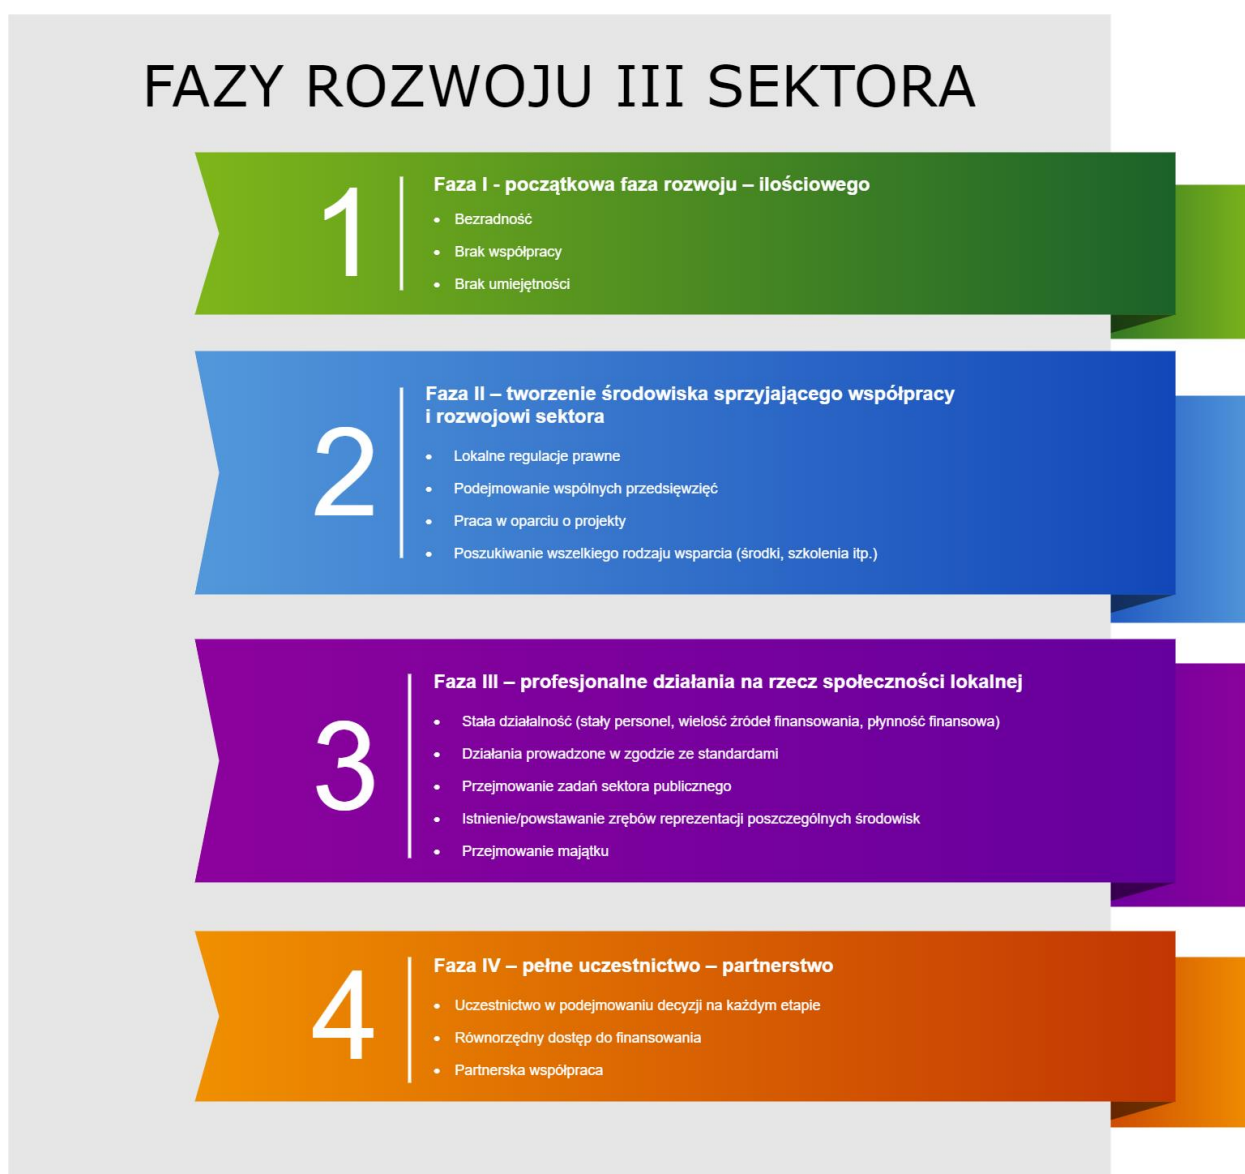 FAZY ROZWOJU III SEKTORA
1
Faza I - początkowa faza rozwoju – ilościowego
• Bezradność
• Brak współpracy
• Brak umiejętności
2
Faza II – tworzenie środowiska sprzyjającego współpracy
i rozwojowi sektora
• Lokalne regulacje prawne
• Podejmowanie wspólnych przedsięwzięć
• Praca w oparciu o projekty
• Poszukiwanie wszelkiego rodzaju wsparcia (środki, szkolenia itp.)
3
Faza III – profesjonalne działania na rzecz społeczności lokalnej
• Stała działalność (stały personel, wielość źródeł finansowania, płynność finansowa)
• Działania prowadzone w zgodzie ze standardami
• Przejmowanie zadań sektora publicznego
• Istnienie/powstawanie zrębów reprezentacji poszczególnych środowisk
• Przejmowanie majątku
4
Faza IV – pełne uczestnictwo – partnerstwo
• Uczestnictwo w podejmowaniu decyzji na każdym etapie
• Równorzędny dostęp do finansowania
• Partnerska współpraca